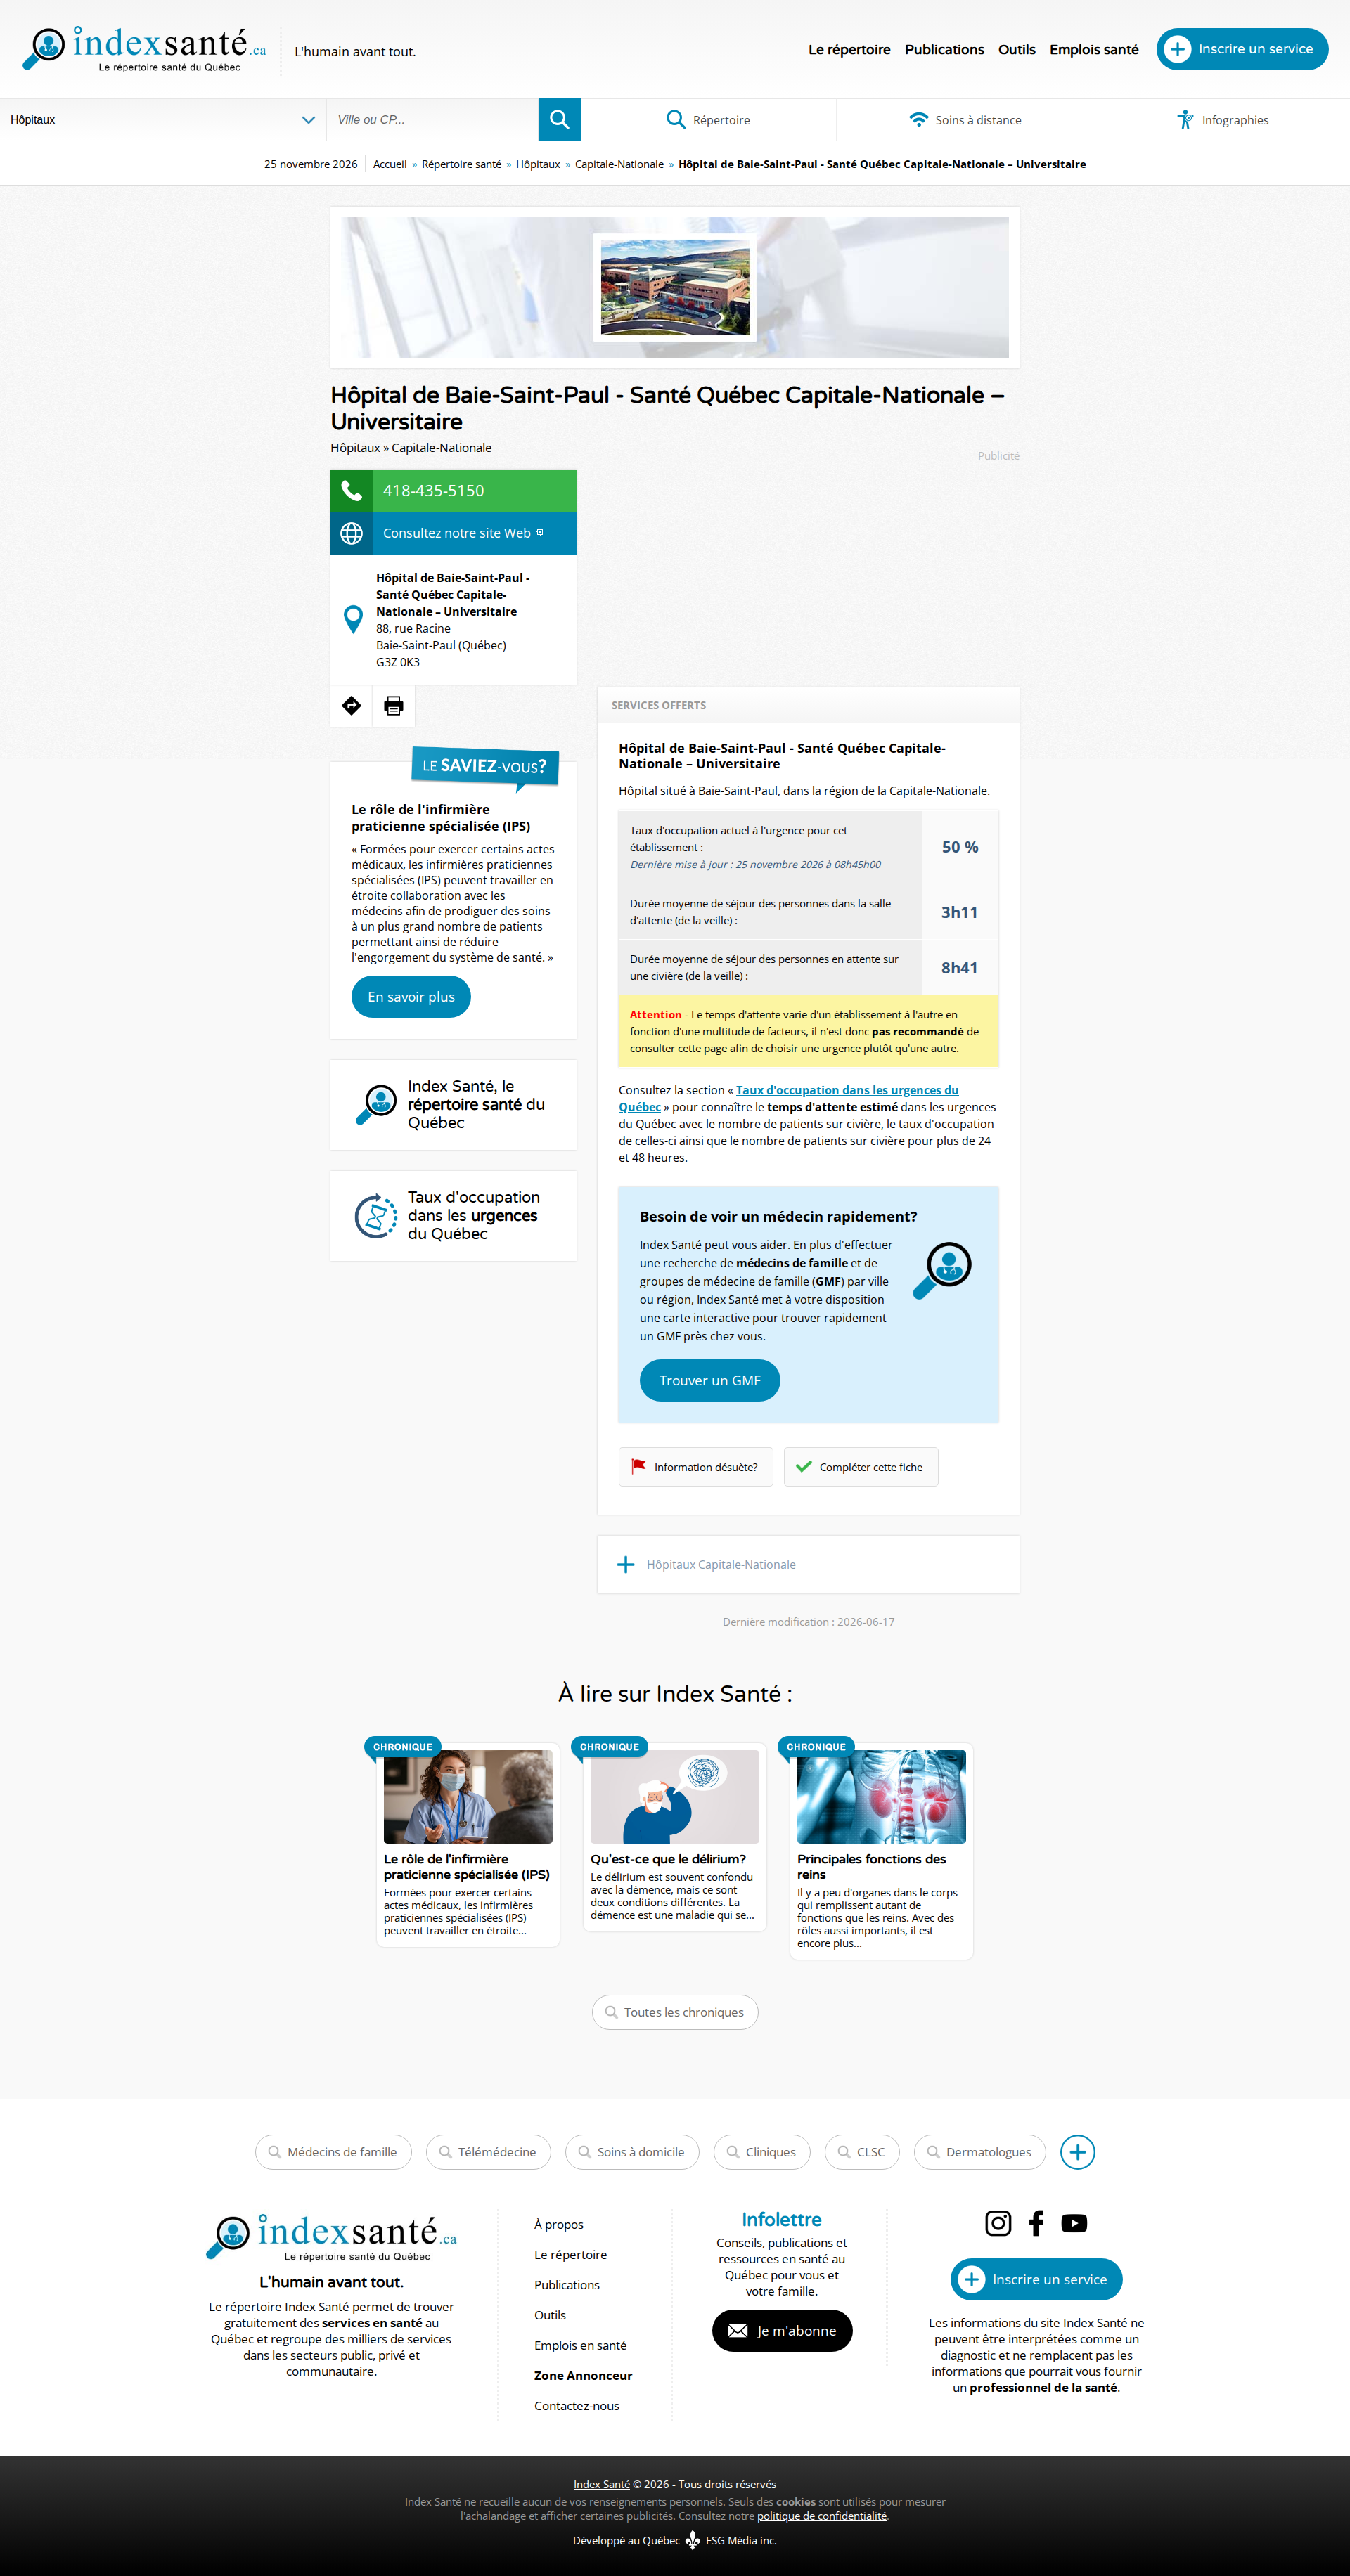 indexsanté.ca
Le répertoire santé du Québec
L'humain avant tout.
Le répertoire
Publications
Outils
Emplois santé
Inscrire un service
Hôpitaux
Ville ou CP...
Répertoire
Soins à distance
Infographies
25 novembre 2026
Accueil » Répertoire santé » Hôpitaux » Capitale-Nationale » Hôpital de Baie-Saint-Paul - Santé Québec Capitale-Nationale – Universitaire
Hôpital de Baie-Saint-Paul - Santé Québec Capitale-Nationale –
Universitaire
Hôpitaux » Capitale-Nationale
Publicité
418-435-5150
Consultez notre site Web
Hôpital de Baie-Saint-Paul -
Santé Québec Capitale-
Nationale – Universitaire
88, rue Racine
Baie-Saint-Paul (Québec)
G3Z 0K3
LE SAVIEZ-VOUS?
Le rôle de l'infirmière
praticienne spécialisée (IPS)
« Formées pour exercer certains actes
médicaux, les infirmières praticiennes
spécialisées (IPS) peuvent travailler en
étroite collaboration avec les
médecins afin de prodiguer des soins
à un plus grand nombre de patients
permettant ainsi de réduire
l'engorgement du système de santé. »
En savoir plus
Index Santé, le
répertoire santé du
Québec
Taux d'occupation
dans les urgences
du Québec
SERVICES OFFERTS
Hôpital de Baie-Saint-Paul - Santé Québec Capitale-
Nationale – Universitaire
Hôpital situé à Baie-Saint-Paul, dans la région de la Capitale-Nationale.
Taux d'occupation actuel à l'urgence pour cet
établissement :
Dernière mise à jour : 25 novembre 2026 à 08h45h00
50 %
Durée moyenne de séjour des personnes dans la salle
d'attente (de la veille) :
3h11
Durée moyenne de séjour des personnes en attente sur
une civière (de la veille) :
8h41
Attention - Le temps d'attente varie d'un établissement à l'autre en
fonction d'une multitude de facteurs, il n'est donc pas recommandé de
consulter cette page afin de choisir une urgence plutôt qu'une autre.
Consultez la section « Taux d'occupation dans les urgences du
Québec » pour connaître le temps d'attente estimé dans les urgences
du Québec avec le nombre de patients sur civière, le taux d'occupation
de celles-ci ainsi que le nombre de patients sur civière pour plus de 24
et 48 heures.
Besoin de voir un médecin rapidement?
Index Santé peut vous aider. En plus d'effectuer
une recherche de médecins de famille et de
groupes de médecine de famille (GMF) par ville
ou région, Index Santé met à votre disposition
une carte interactive pour trouver rapidement
un GMF près chez vous.
Trouver un GMF
Information désuète?
Compléter cette fiche
Hôpitaux Capitale-Nationale
Dernière modification : 2026-06-17
À lire sur Index Santé :
CHRONIQUE
Le rôle de l'infirmière
praticienne spécialisée (IPS)
Formées pour exercer certains
actes médicaux, les infirmières
praticiennes spécialisées (IPS)
peuvent travailler en étroite...
CHRONIQUE
Qu'est-ce que le délirium?
Le délirium est souvent confondu
avec la démence, mais ce sont
deux conditions différentes. La
démence est une maladie qui se...
CHRONIQUE
Principales fonctions des
reins
Il y a peu d'organes dans le corps
qui remplissent autant de
fonctions que les reins. Avec des
rôles aussi importants, il est
encore plus...
Toutes les chroniques
Médecins de famille
Télémédecine
Soins à domicile
Cliniques
CLSC
Dermatologues
indexsanté.ca
Le répertoire santé du Québec
L'humain avant tout.
Le répertoire Index Santé permet de trouver
gratuitement des services en santé au
Québec et regroupe des milliers de services
dans les secteurs public, privé et
communautaire.
À propos
Le répertoire
Publications
Outils
Emplois en santé
Zone Annonceur
Contactez-nous
Infolettre
Conseils, publications et
ressources en santé au
Québec pour vous et
votre famille.
Je m'abonne
Inscrire un service
Les informations du site Index Santé ne
peuvent être interprétées comme un
diagnostic et ne remplacent pas les
informations que pourrait vous fournir
un professionnel de la santé.
Index Santé © 2026 - Tous droits réservés
Index Santé ne recueille aucun de vos renseignements personnels. Seuls des cookies sont utilisés pour mesurer
l'achalandage et afficher certaines publicités. Consultez notre politique de confidentialité.
Développé au Québec ESG Média inc.